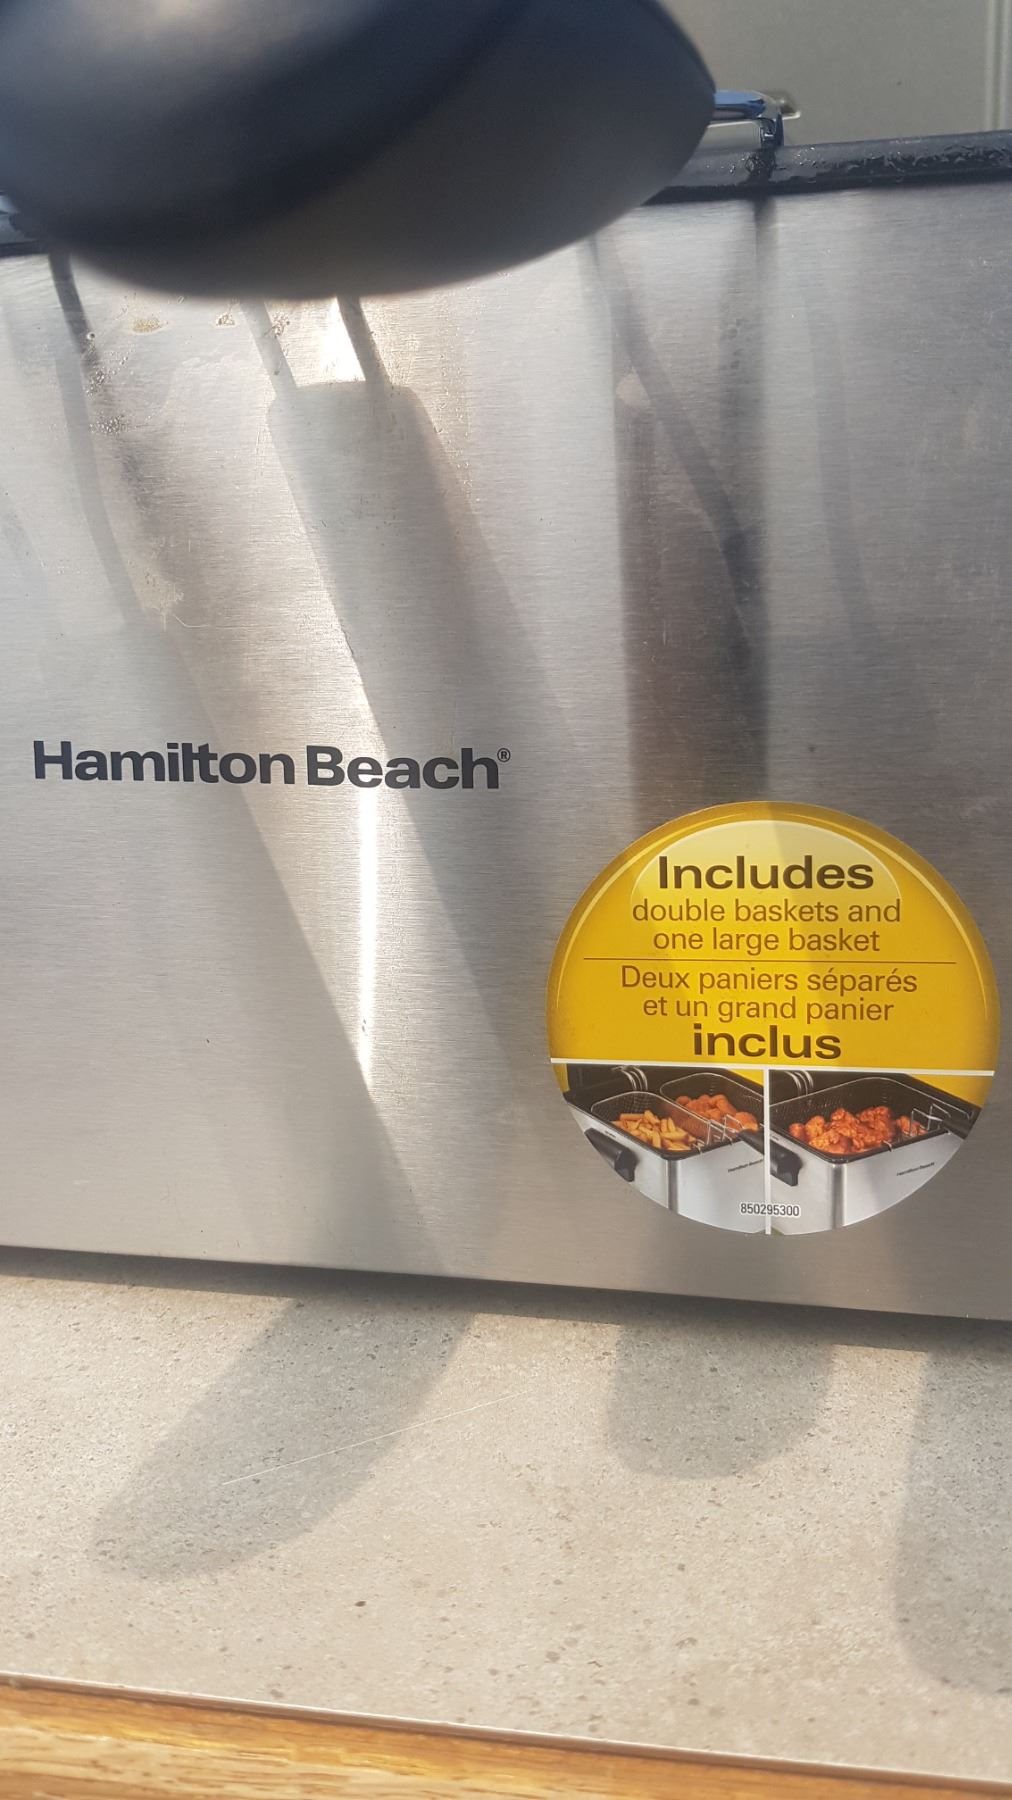 Hamilton Beach®
Includes
double baskets and
one large basket
Deux paniers séparés
et un grand panier
inclus
850295300